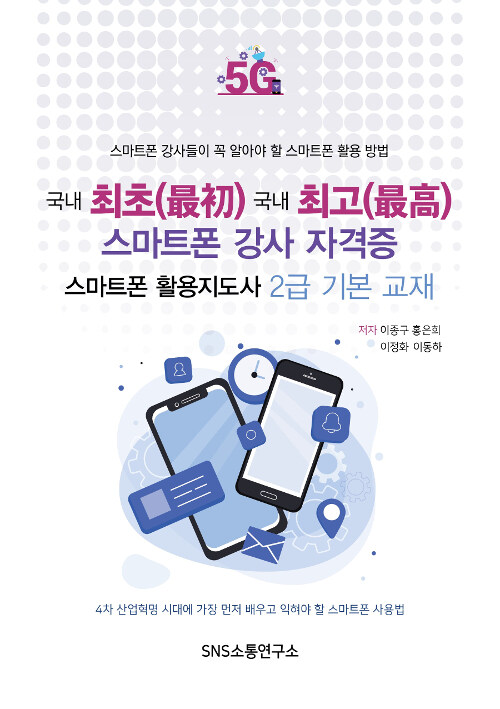 5G
스마트폰 강사들이 꼭 알아야 할 스마트폰 활용 방법
국내 최초(最初) 국내 최고(最高)
스마트폰 강사 자격증
스마트폰 활용지도사 2급 기본 교재
저자 이종구 홍은희
이정화 이동하
4차 산업혁명 시대에 가장 먼저 배우고 익혀야 할 스마트폰 사용법
SNS소통연구소